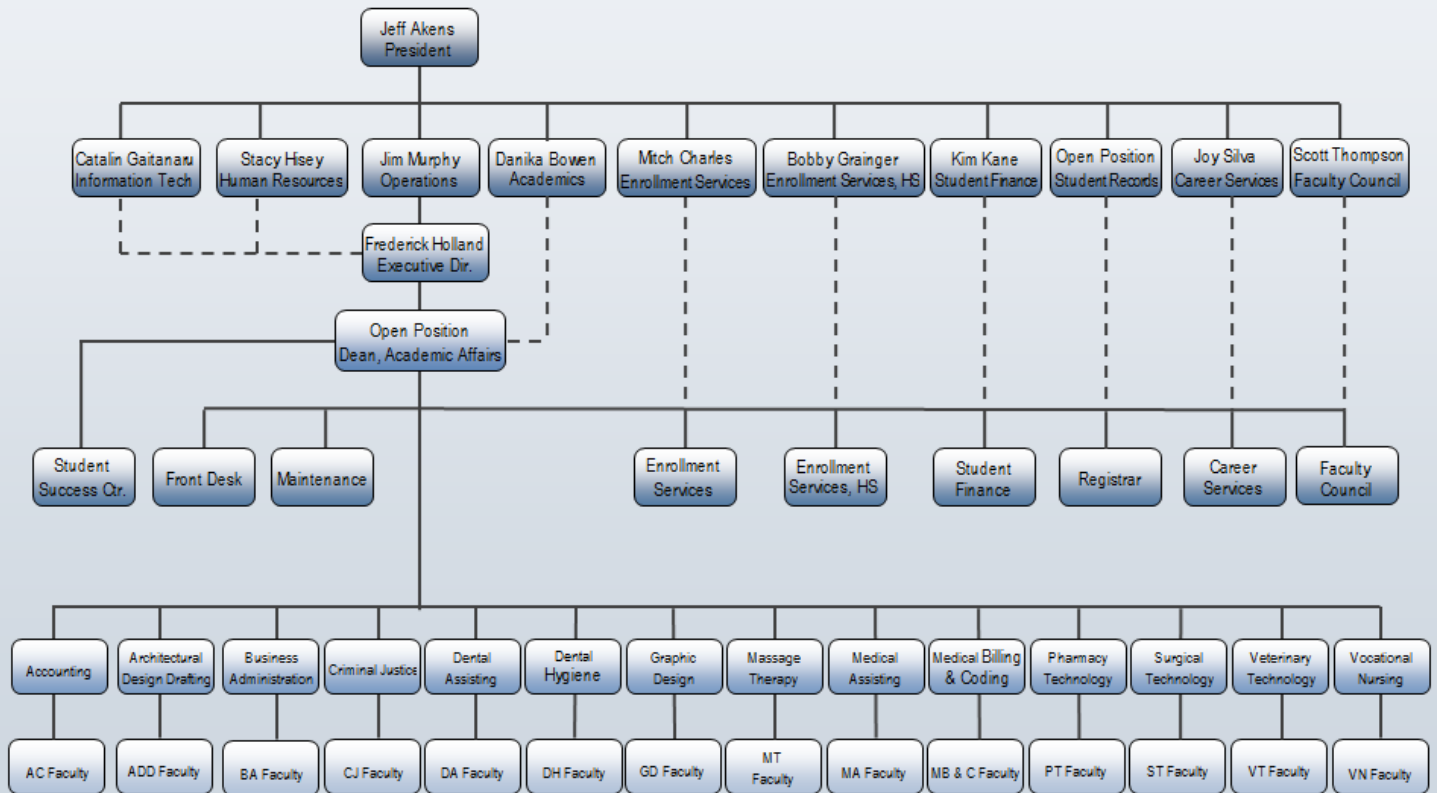 Jeff Akens
President
Catalin Gaitanaru
Information Tech
Stacy Hisey
Human Resources
Jim Murphy
Operations
Danika Bowen
Academics
Mitch Charles
Enrollment Services
Bobby Grainger
Enrollment Services, HS
Kim Kane
Student Finance
Open Position
Student Records
Joy Silva
Career Services
Scott Thompson
Faculty Council
Frederick Holland
Executive Dir.
Open Position
Dean, Academic Affairs
Student
Success Ctr.
Front Desk
Maintenance
Enrollment
Services
Enrollment
Services, HS
Student
Finance
Registrar
Career
Services
Faculty
Council
Accounting
Architectural
Design Drafting
Business
Administration
Criminal Justice
Dental
Assisting
Dental
Hygiene
Graphic
Design
Massage
Therapy
Medical
Assisting
Medical Billing
& Coding
Pharmacy
Technology
Surgical
Technology
Veterinary
Technology
Vocational
Nursing
AC Faculty
ADD Faculty
BA Faculty
CJ Faculty
DA Faculty
DH Faculty
GD Faculty
MT
Faculty
MA Faculty
MB & C Faculty
PT Faculty
ST Faculty
VT Faculty
VN Faculty